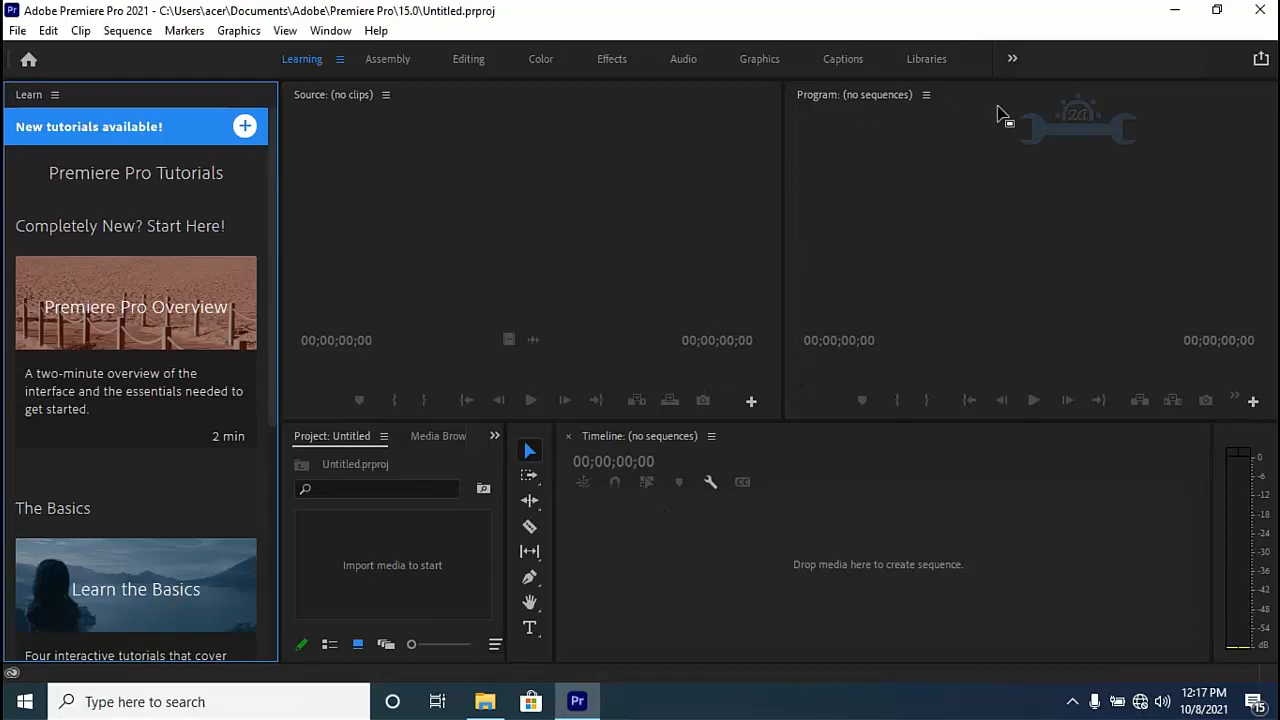 Adobe Premiere Pro 2021 - C:\Users\acer\Documents\Adobe\Premiere Pro\15.0\Untitled.prproj
File Edit Clip Sequence Markers Graphics View Window Help
Learning Assembly Editing Color Effects Audio Graphics Captions Libraries
Learn
Source: (no clips)
Program: (no sequences)
New tutorials available!
za
Premiere Pro Tutorials
Completely New? Start Here!
Premiere Pro Overview
A two-minute overview of the
interface and the essentials needed to
get started.
2 min
The Basics
Learn the Basics
Four interactive tutorials that cover
00;00;00;00
00;00;00;00
00;00;00;00
00;00;00;00
Project: Untitled
Media Brow
Untitled.prproj
Import media to start
Timeline: (no sequences)
00;00;00;00
CC
Drop media here to create sequence.
T
0
-6
-12
-18
-24
-30
-36
-42
-48
-54
dB
Type here to search
Pr
12:17 PM
10/8/2021
15